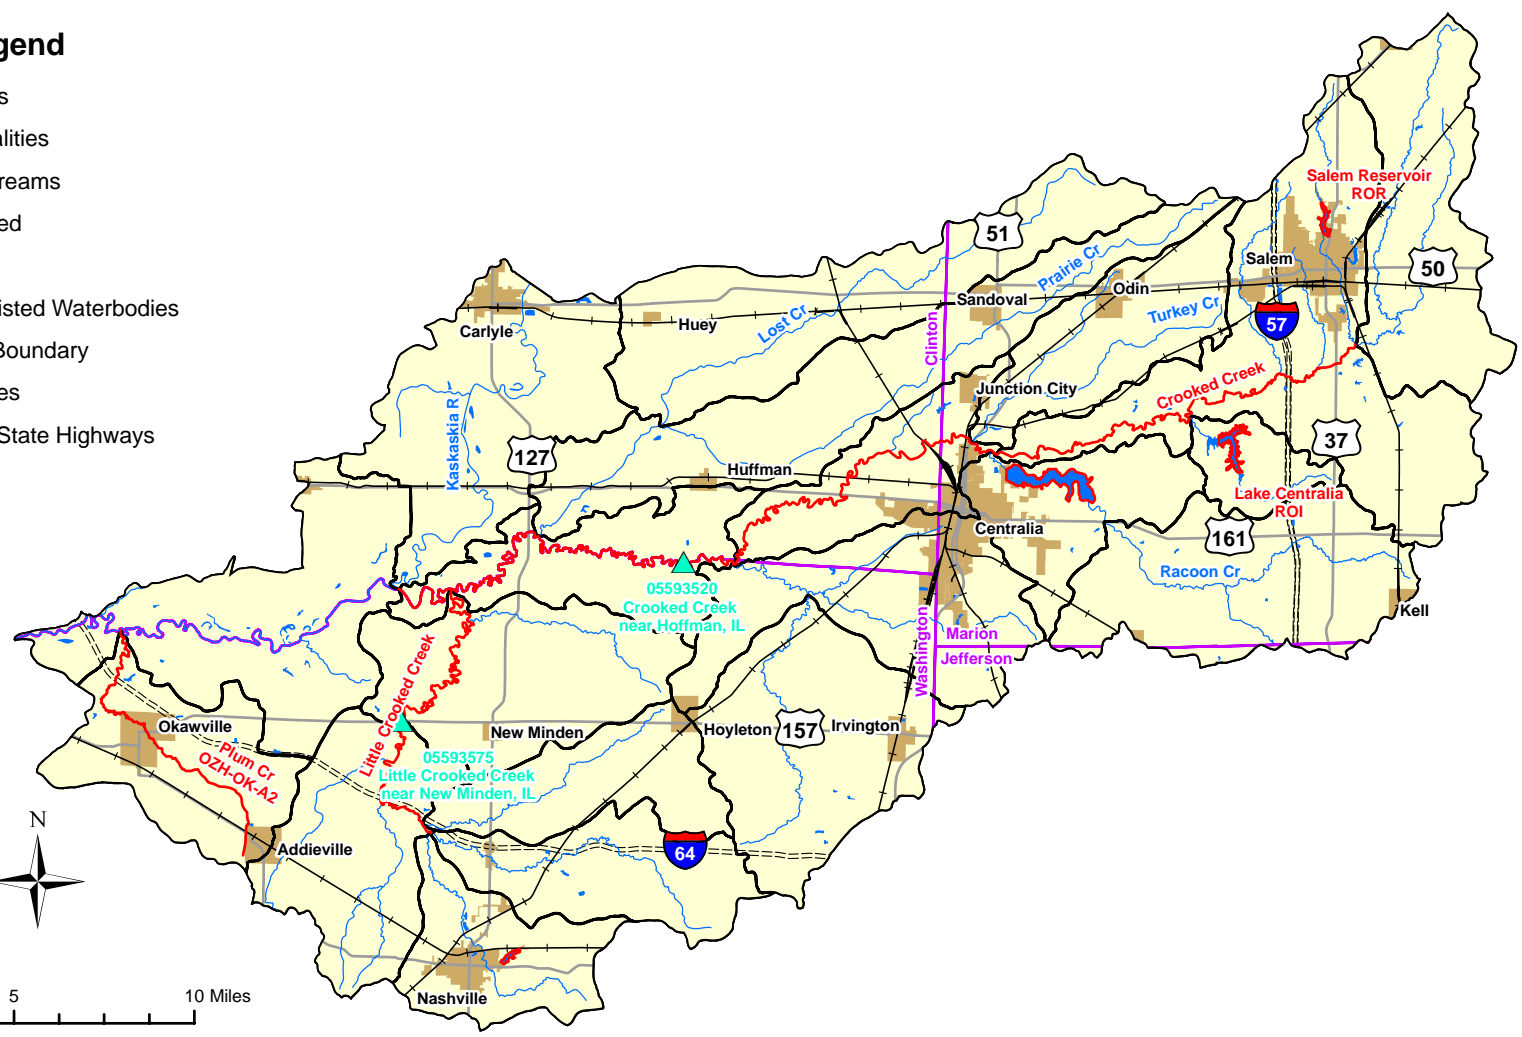 gend
s
lities
reams
ed
isted Waterbodies
Boundary
es
State Highways
Salem Reservoir
ROR
51
50
Prairie Cr
Salem
Odin
Sandoval
Turkey Cr
Lost Cr
57
Carlyle
Huey
Clinton
Junction City
Crooked Creek
Kaskaskia R
127
37
Huffman
Lake Centralia
ROI
Centralia
161
Racoon Cr
05593520
Crooked Creek
near Hoffman, IL
Kell
Washington
Marion
Jefferson
Little Crooked Creek
Okawville
New Minden
Hoyleton
157
Irvington
Plum Cr
OZH-OK-A2
05593575
Little Crooked Creek
near New Minden, IL
N
Addieville
64
5
10 Miles
Nashville